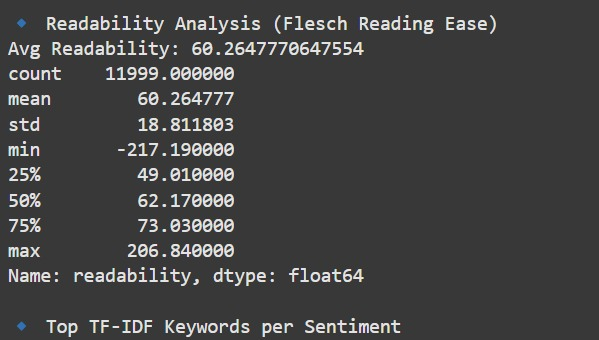 🔹 Readability Analysis (Flesch Reading Ease)
Avg Readability: 60.2647770647554
count    11999.000000
mean        60.264777
std         18.811803
min       -217.190000
25%         49.010000
50%         62.170000
75%         73.030000
max        206.840000
Name: readability, dtype: float64
🔹 Top TF-IDF Keywords per Sentiment